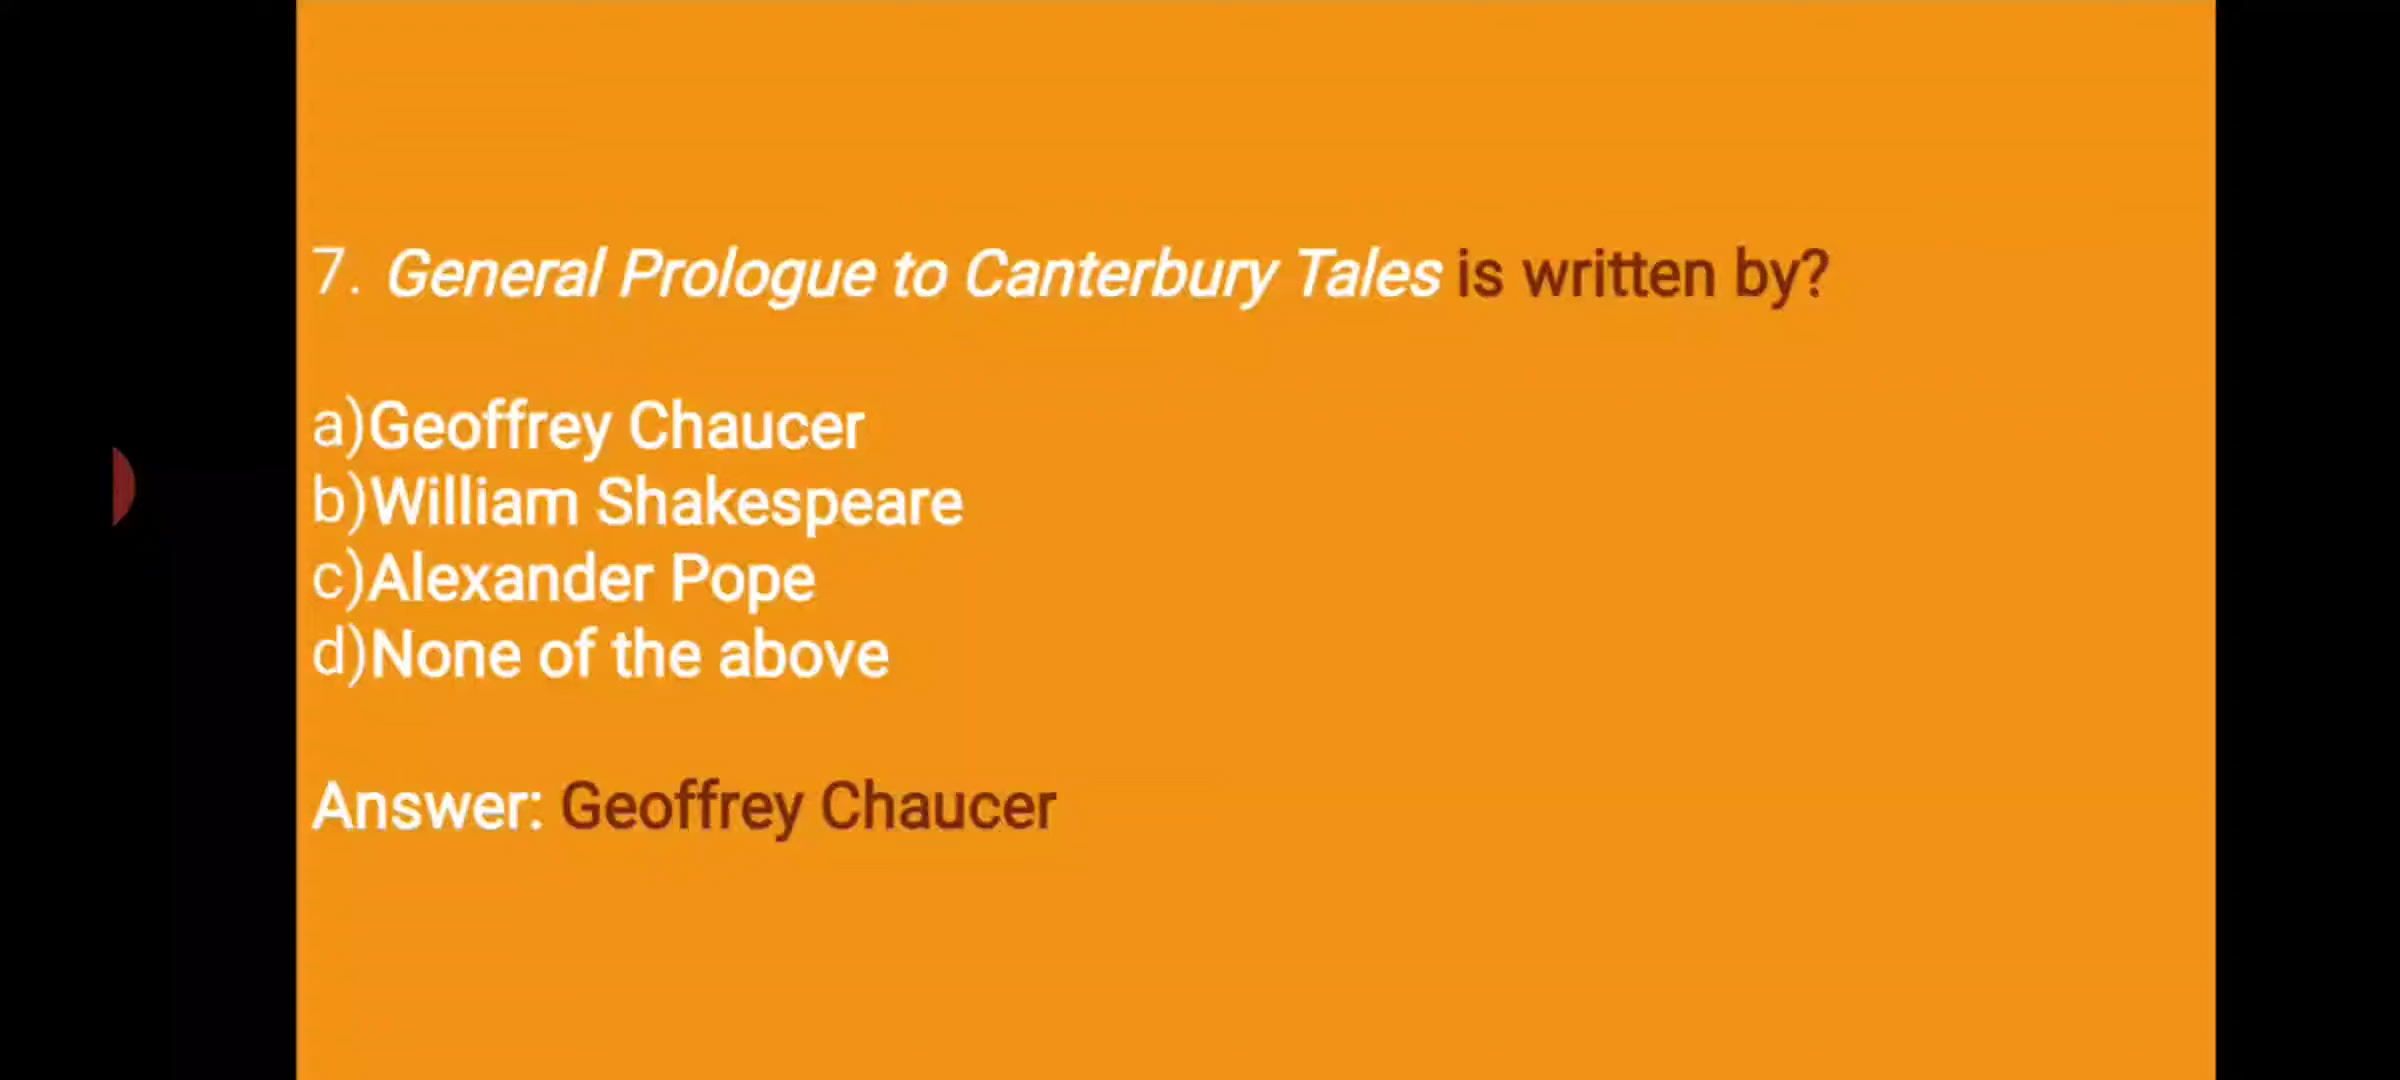 7. General Prologue to Canterbury Tales is written by?
a)Geoffrey Chaucer
b)William Shakespeare
c)Alexander Pope
d)None of the above
Answer: Geoffrey Chaucer